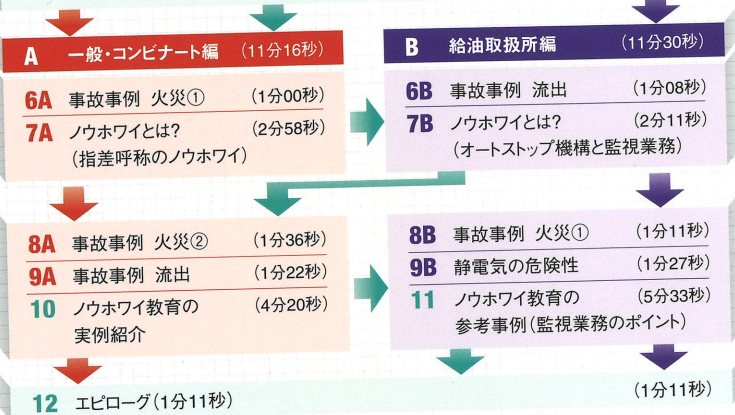 A 一般・コンビナート編 (11分16秒)
6A 事故事例 火災① (1分00秒)
7A ノウホワイとは? (2分58秒)
(指差呼称のノウホワイ)
B 給油取扱所編 (11分30秒)
6B 事故事例 流出 (1分08秒)
7B ノウホワイとは? (2分11秒)
(オートストップ機構と監視業務)
8A 事故事例 火災② (1分36秒)
9A 事故事例 流出 (1分22秒)
10 ノウホワイ教育の (4分20秒)
実例紹介
8B 事故事例 火災① (1分11秒)
9B 静電気の危険性 (1分27秒)
11 ノウホワイ教育の (5分33秒)
参考事例(監視業務のポイント)
12 エピローグ(1分11秒) (1分11秒)